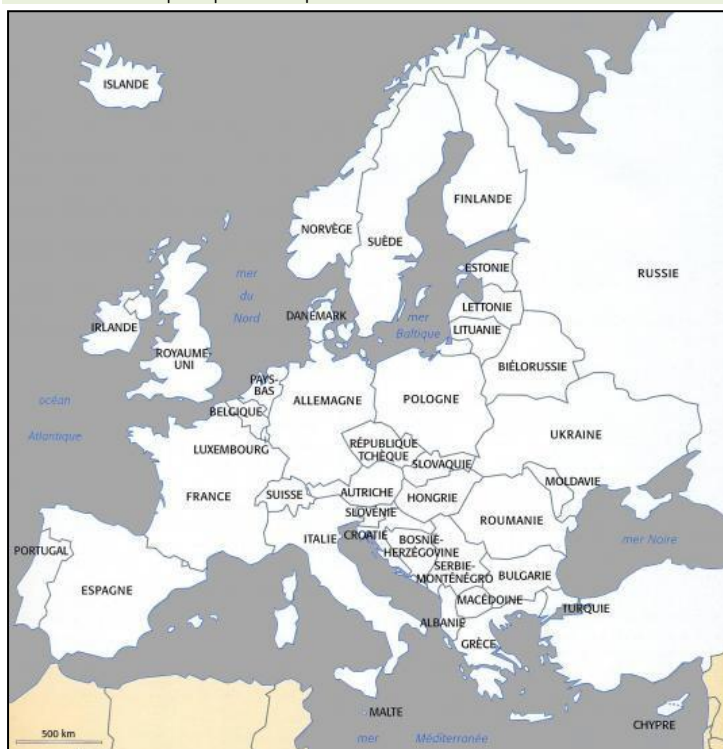 ISLANDE
NORVÈGE
SUÈDE
FINLANDE
RUSSIE
ESTONIE
LETTONIE
LITUANIE
mer
du
Nord
DANEMARK
mer
Baltique
IRLANDE
ROYAUME-
UNI
PAYS-
BAS
BELGIQUE
LUXEMBOURG
ALLEMAGNE
POLOGNE
BIÉLORUSSIE
UKRAINE
océan
Atlantique
RÉPUBLIQUE
TCHÈQUE
SLOVAQUIE
MOLDAVIE
FRANCE
SUISSE
AUTRICHE
HONGRIE
SLOVÉNIE
ROUMANIE
ITALIE
CROATIE
BOSNIE-
HERZÉGOVINE
SERBIE-
MONTÉNÉGRO
BULGARIE
mer Noire
PORTUGAL
ESPAGNE
MACÉDOINE
ALBANIE
TURQUIE
GRÈCE
MALTE
CHYPRE
mer Méditerranée
500 km